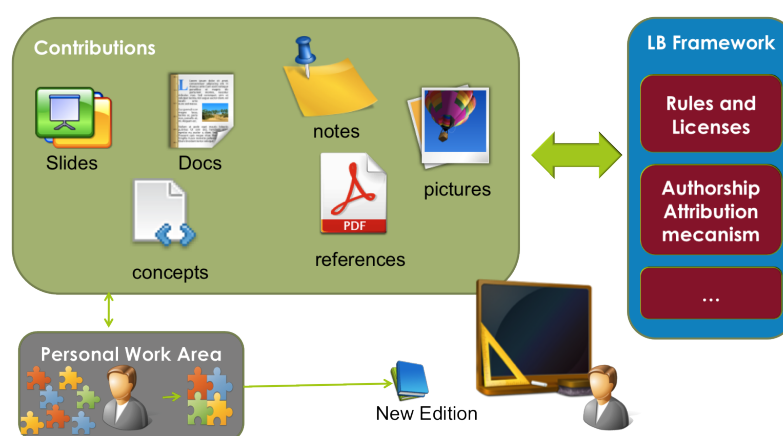 Contributions
Slides
Docs
notes
pictures
concepts
PDF
references
LB Framework
Rules and
Licenses
Authorship
Attribution
mecanism
...
Personal Work Area
New Edition